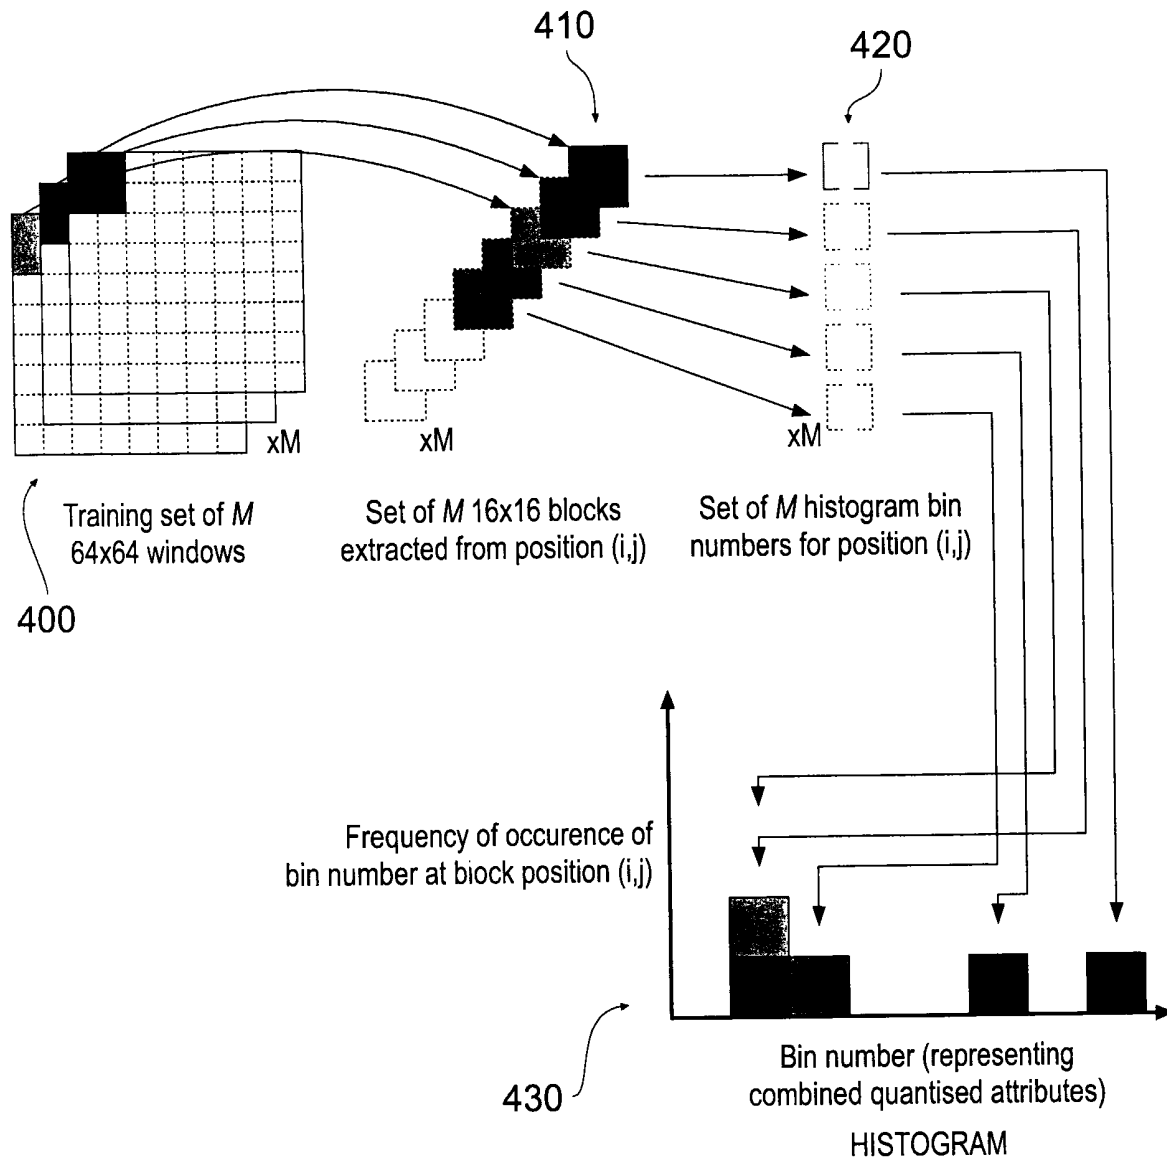 410
420
xM
xM
xM
Training set of M
64x64 windows
Set of M 16x16 blocks
extracted from position (i,j)
Set of M histogram bin
numbers for position (i,j)
400
Frequency of occurence of
bin number at block position (i,j)
430
Bin number (representing
combined quantised attributes)
HISTOGRAM